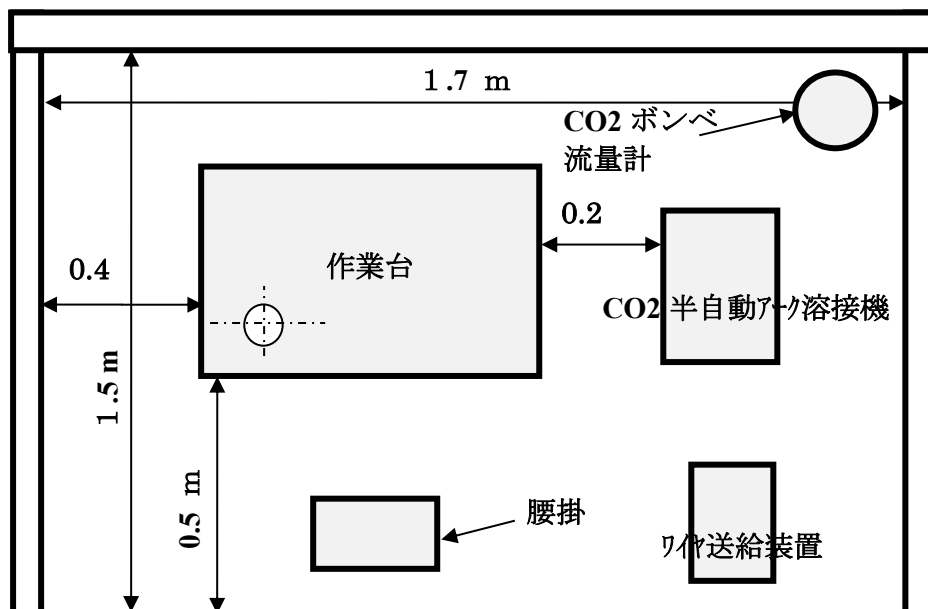 1.7 m
CO2 ボンベ
流量計
0.2
0.4
作業台
CO2 半自動ｱｰｸ溶接機
1.5 m
0.5 m
腰掛
ﾜｲﾔ送給装置